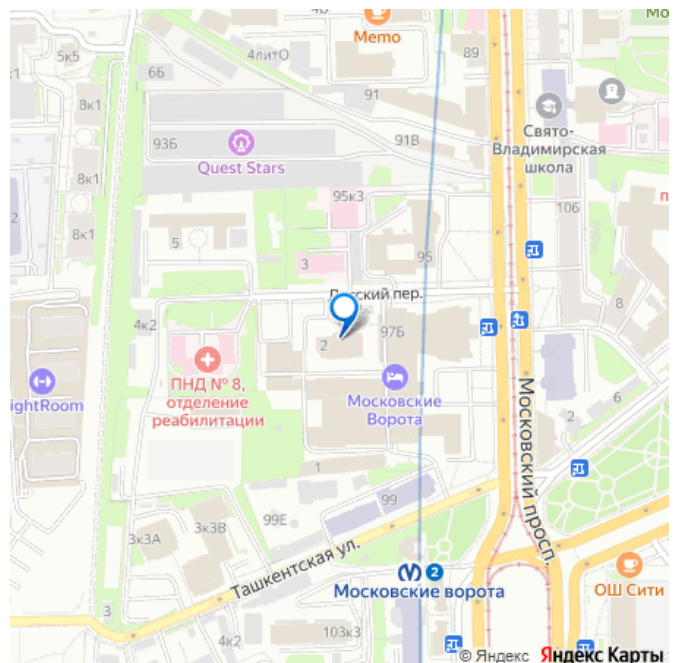 4В
Memo
Мо
5к5
4литО
89
6Б
8к1
91
93Б
91В
Quest Stars
Свято-
Владимирская
школа
8к1
95к3
106
2
8к1
5
95
3
Детский пер.
8
4к2
2
97Б
ПНД № 8,
отделение
реабилитации
ightRoom
Московские
Ворота
6
2
Московский просп.
1
99
99Е
3к3В
3к3А
Ташкентская ул.
2
Московские ворота
ОШ Сити
3
4к2
103к3
© Яндекс Яндекс Карты